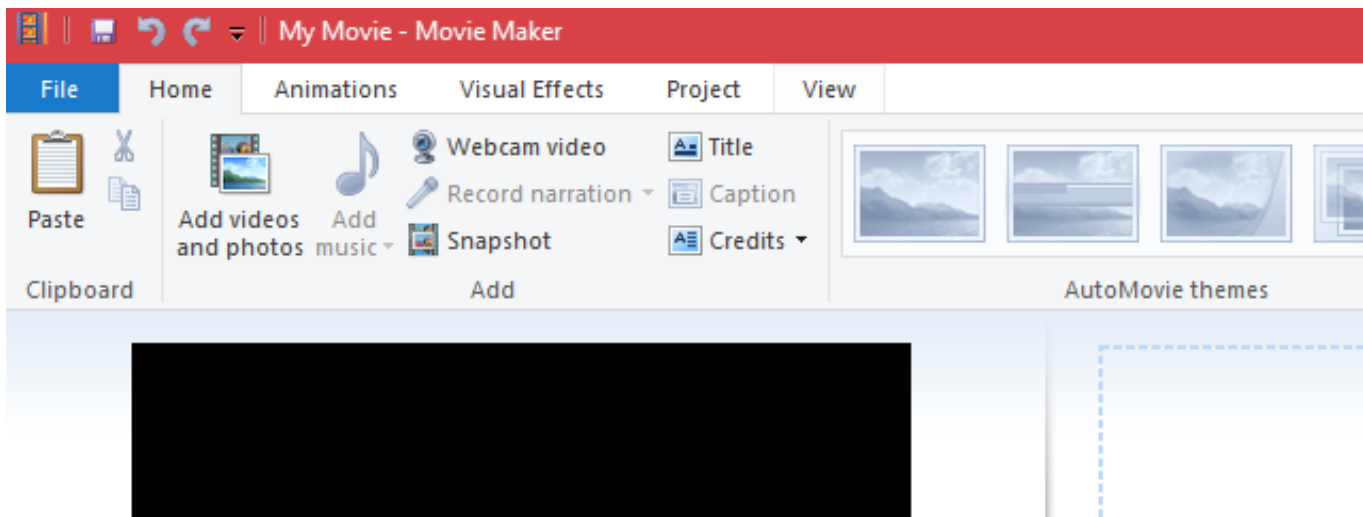 My Movie - Movie Maker
File Home Animations Visual Effects Project View
Paste
Add videos
and photos
Add
music
Webcam video
Record narration
Snapshot
Title
Caption
Credits
Clipboard Add AutoMovie themes